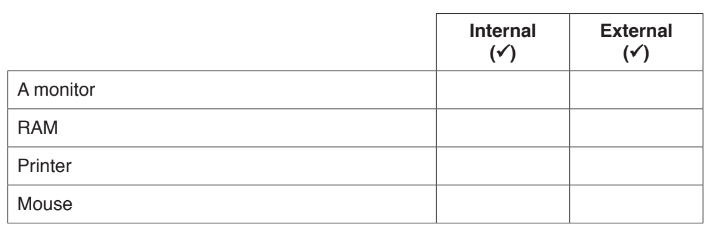 Internal External
(✓) (✓)
A monitor
RAM
Printer
Mouse